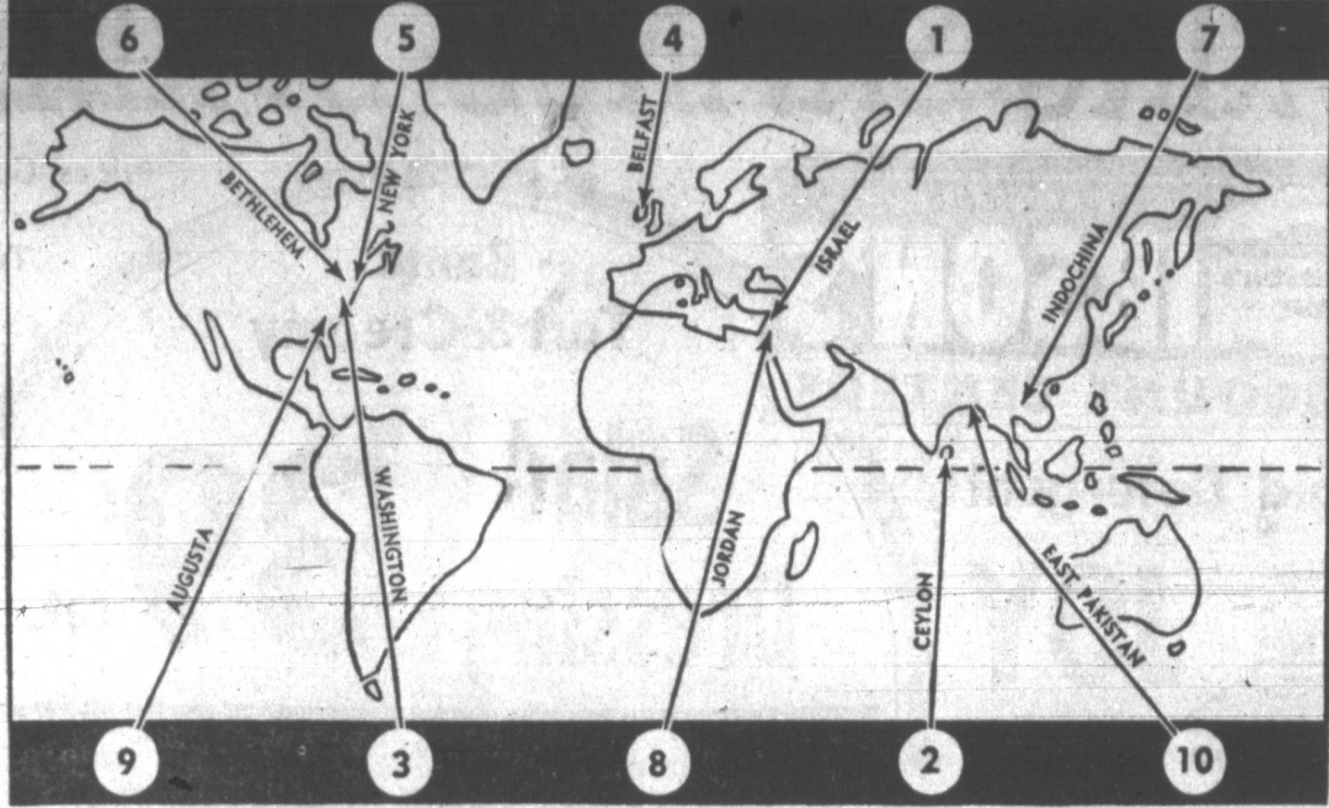 6
5
4
1
7
BETHLEHEM
NEW YORK
BELFAST
ISRAEL
INDOCHINA
AUGUSTA
WASHINGTON
JORDAN
CEYLON
EAST PAKISTAN
9
3
8
2
10